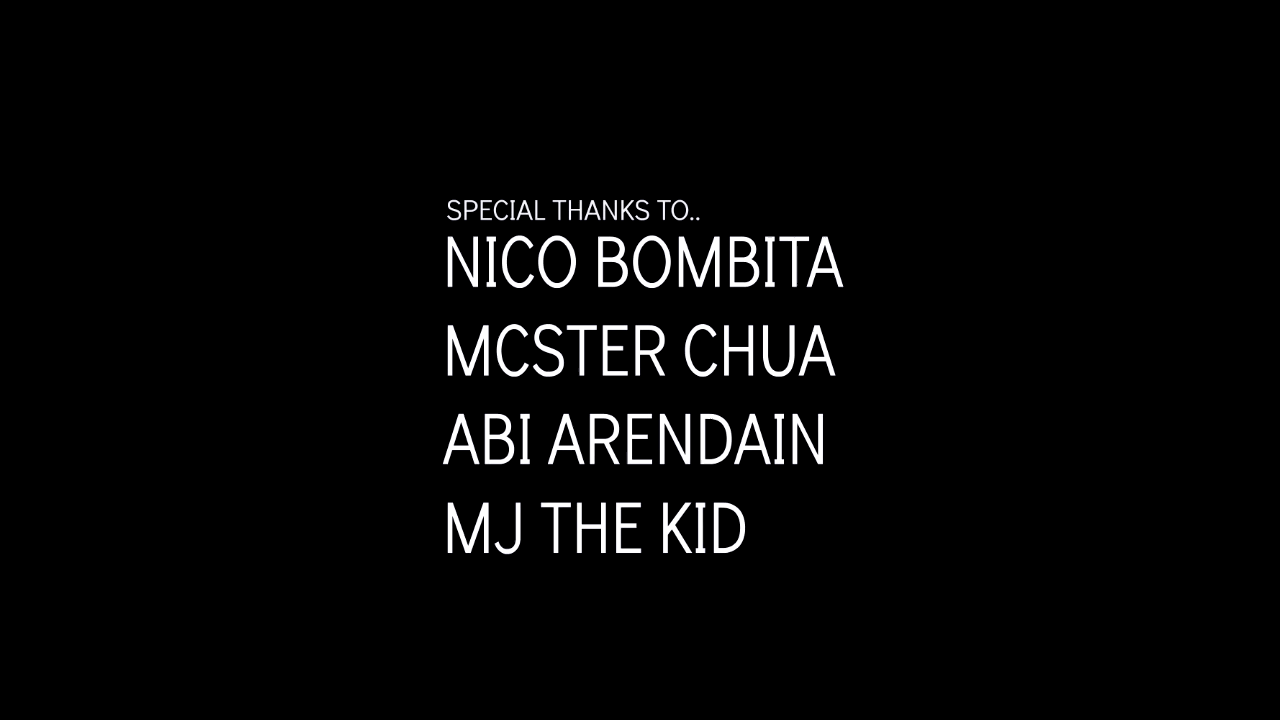 SPECIAL THANKS TO..
NICO BOMBITA
MCSTER CHUA
ABI ARENDAIN
MJ THE KID